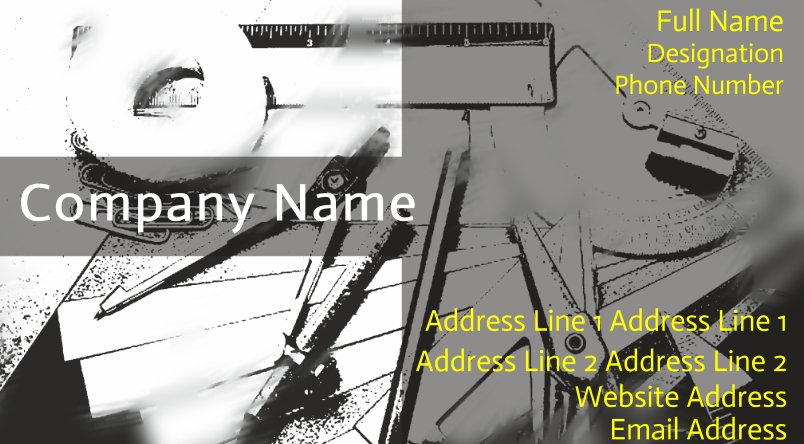 Full Name
Designation
Phone Number
Company Name
Address Line 1 Address Line 1
Address Line 2 Address Line 2
Website Address
Email Address